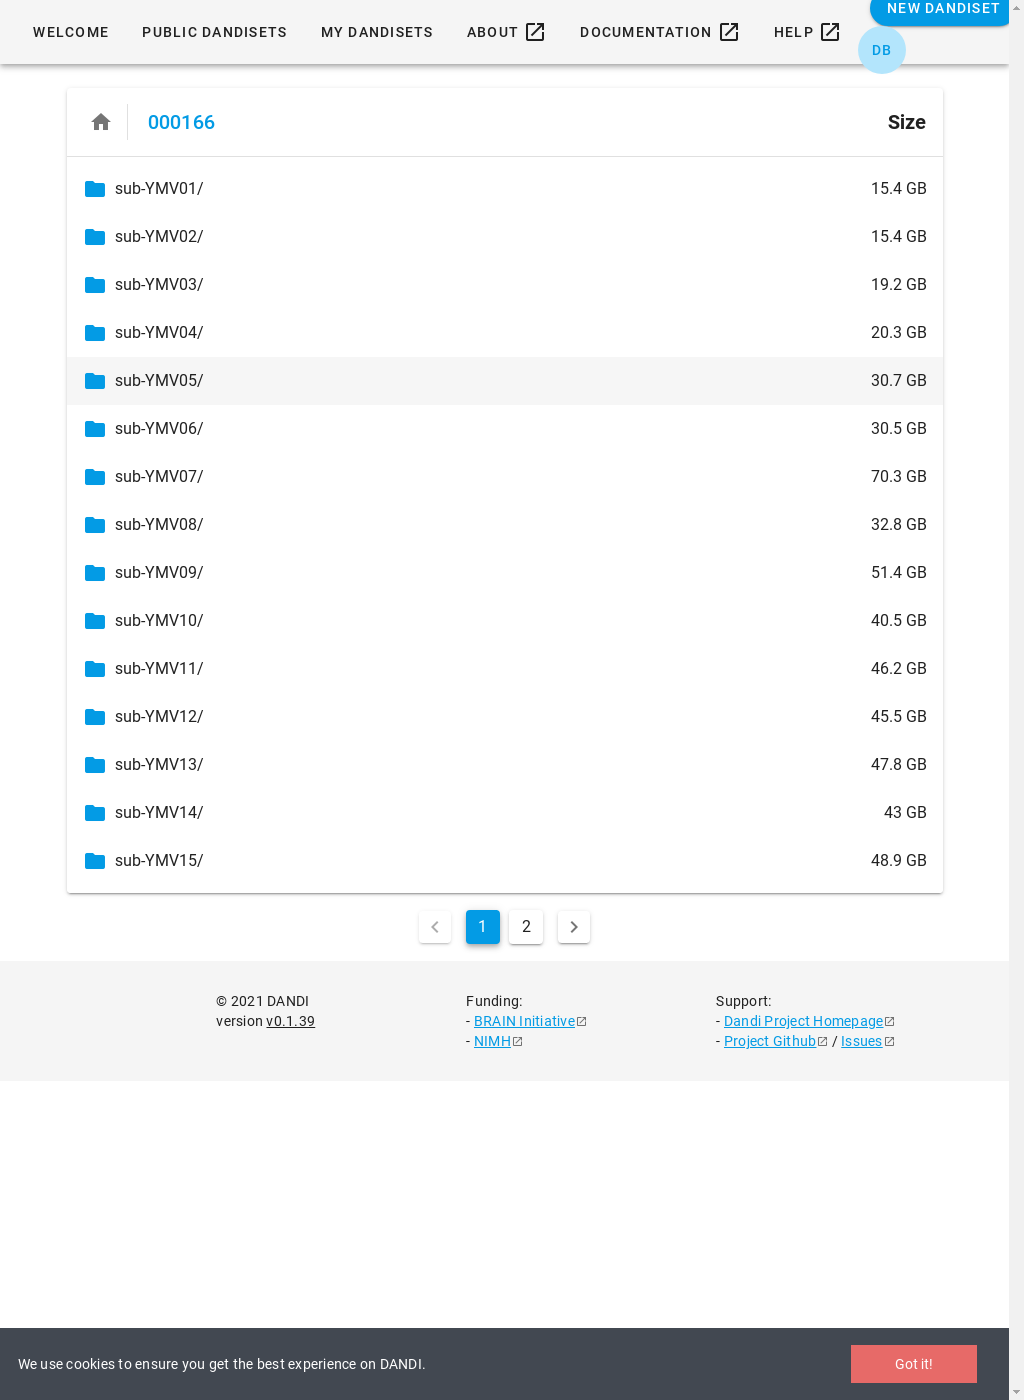 WELCOME PUBLIC DANDISETS MY DANDISETS ABOUT DOCUMENTATION HELP NEW DANDISET
DB
000166 Size
sub-YMV01/ 15.4 GB
sub-YMV02/ 15.4 GB
sub-YMV03/ 19.2 GB
sub-YMV04/ 20.3 GB
sub-YMV05/ 30.7 GB
sub-YMV06/ 30.5 GB
sub-YMV07/ 70.3 GB
sub-YMV08/ 32.8 GB
sub-YMV09/ 51.4 GB
sub-YMV10/ 40.5 GB
sub-YMV11/ 46.2 GB
sub-YMV12/ 45.5 GB
sub-YMV13/ 47.8 GB
sub-YMV14/ 43 GB
sub-YMV15/ 48.9 GB
1 2
© 2021 DANDI
version v0.1.39
Funding:
- BRAIN Initiative
- NIMH
Support:
- Dandi Project Homepage
- Project Github / Issues
We use cookies to ensure you get the best experience on DANDI. Got it!